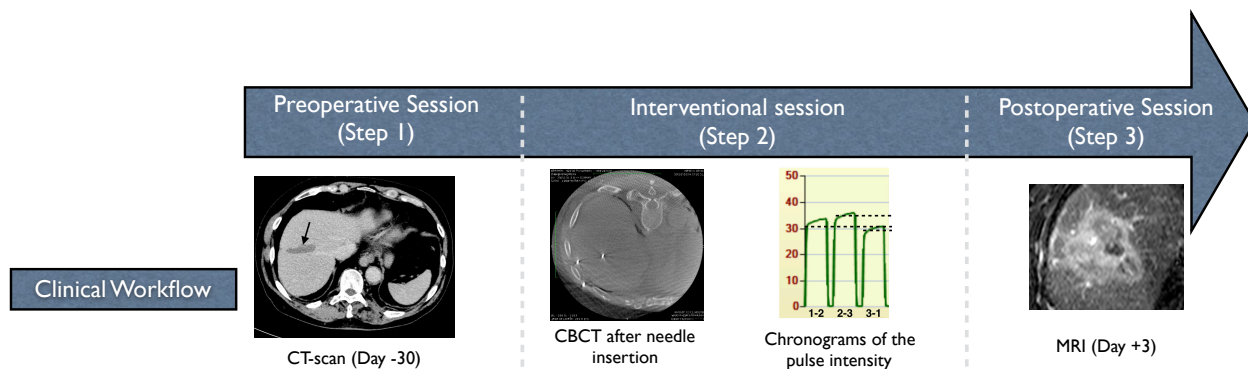 Preoperative Session
(Step 1)
Interventional session
(Step 2)
Postoperative Session
(Step 3)
Clinical Workflow
50
40
30
20
10
0
1-2 2-3 3-1
CT-scan (Day -30)
CBCT after needle
insertion
Chronograms of the
pulse intensity
MRI (Day +3)